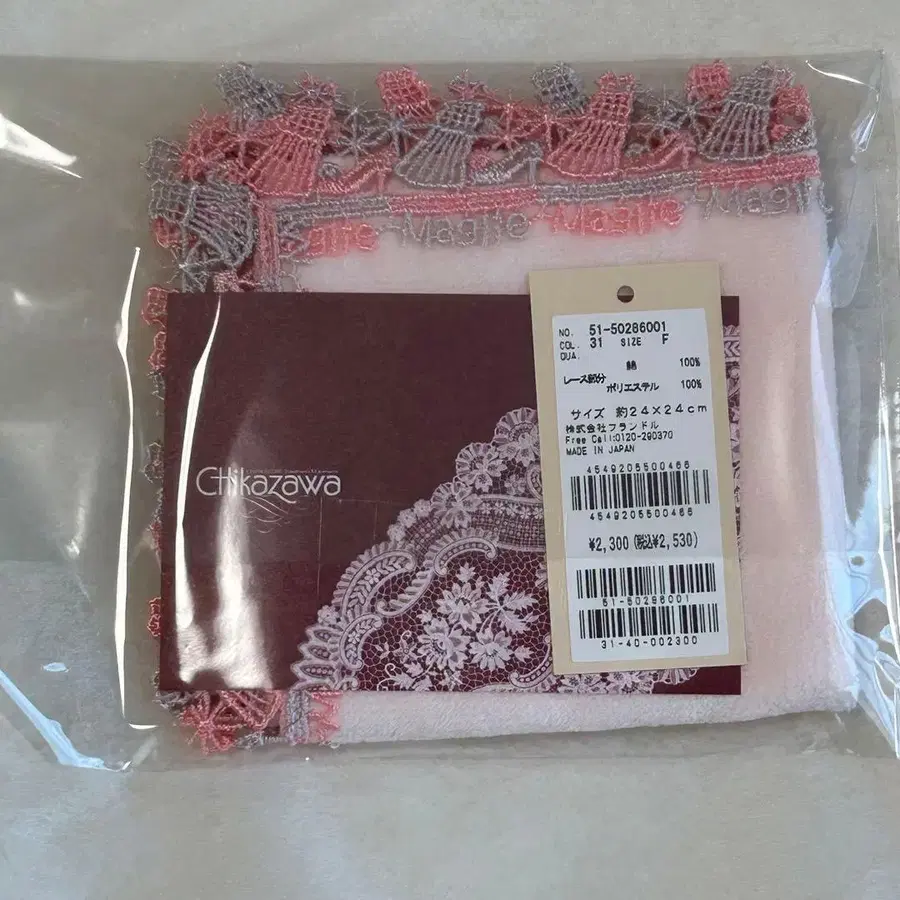 Maglie
Maglie
Maglie
Maglie
Chikazawa
NO. 51-50286001
COL. 31 SIZE F
QUA.
綿 100%
レース部分
ポリエステル 100%
サイズ 約24×24cm
株式会社フランドル
Free Call:0120-290370
MADE IN JAPAN
4549205500466
4549205500466
¥2,300(税込¥2,530)
51-50286001
31-40-002300